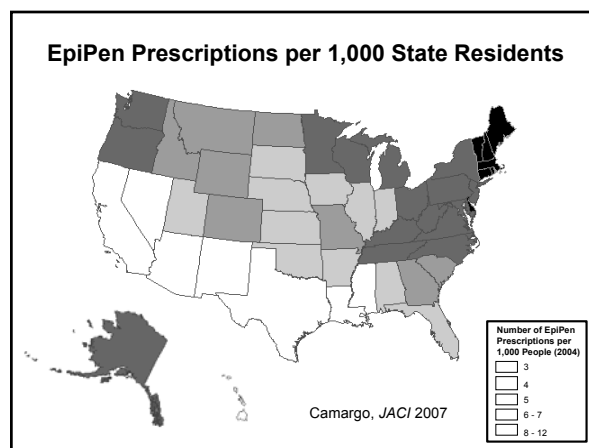 EpiPen Prescriptions per 1,000 State Residents
Camargo, JACI 2007
Number of EpiPen
Prescriptions per
1,000 People (2004)
3
4
5
6 - 7
8 - 12